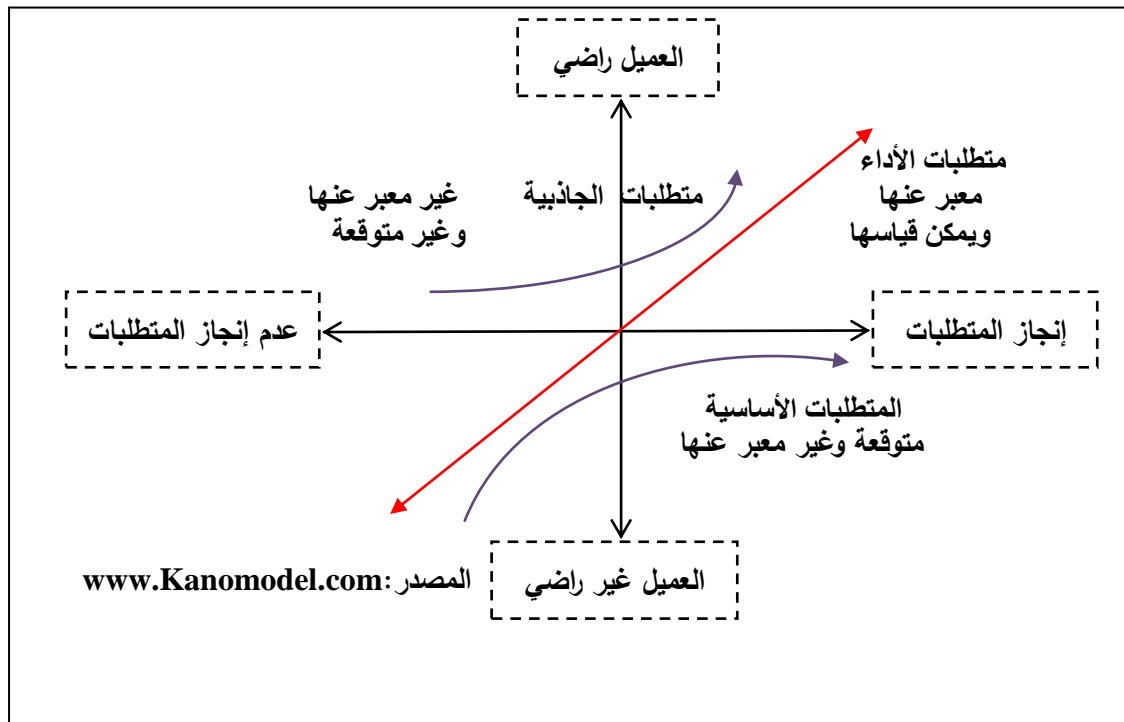 العميل راضي
متطلبات الأداء
معبر عنها
ويمكن قياسها
متطلبات الجاذبية
غير معبر عنها
وغير متوقعة
إنجاز المتطلبات
عدم إنجاز المتطلبات
المتطلبات الأساسية
متوقعة وغير معبر عنها
العميل غير راضي
المصدر:www.Kanomodel.com